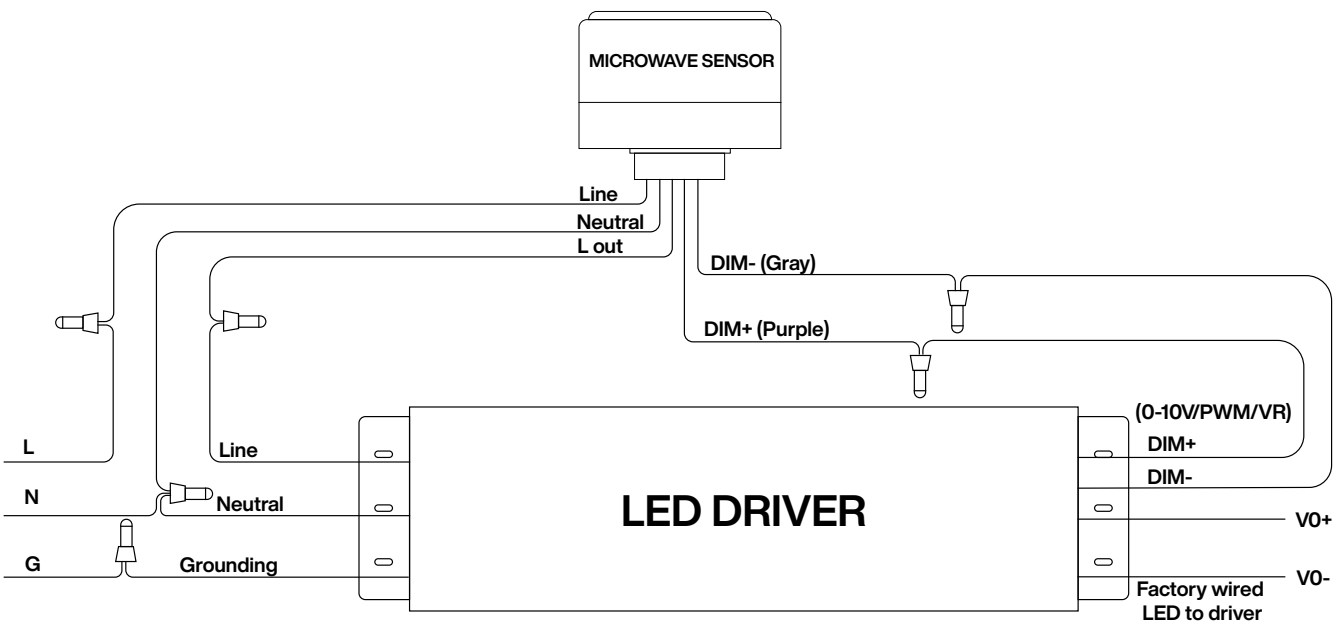 MICROWAVE SENSOR
Line
Neutral
L out
DIM- (Gray)
DIM+ (Purple)
(0-10V/PWM/VR)
L
Line
DIM+
DIM-
N
Neutral
LED DRIVER
V0+
G
Grounding
V0-
Factory wired
LED to driver